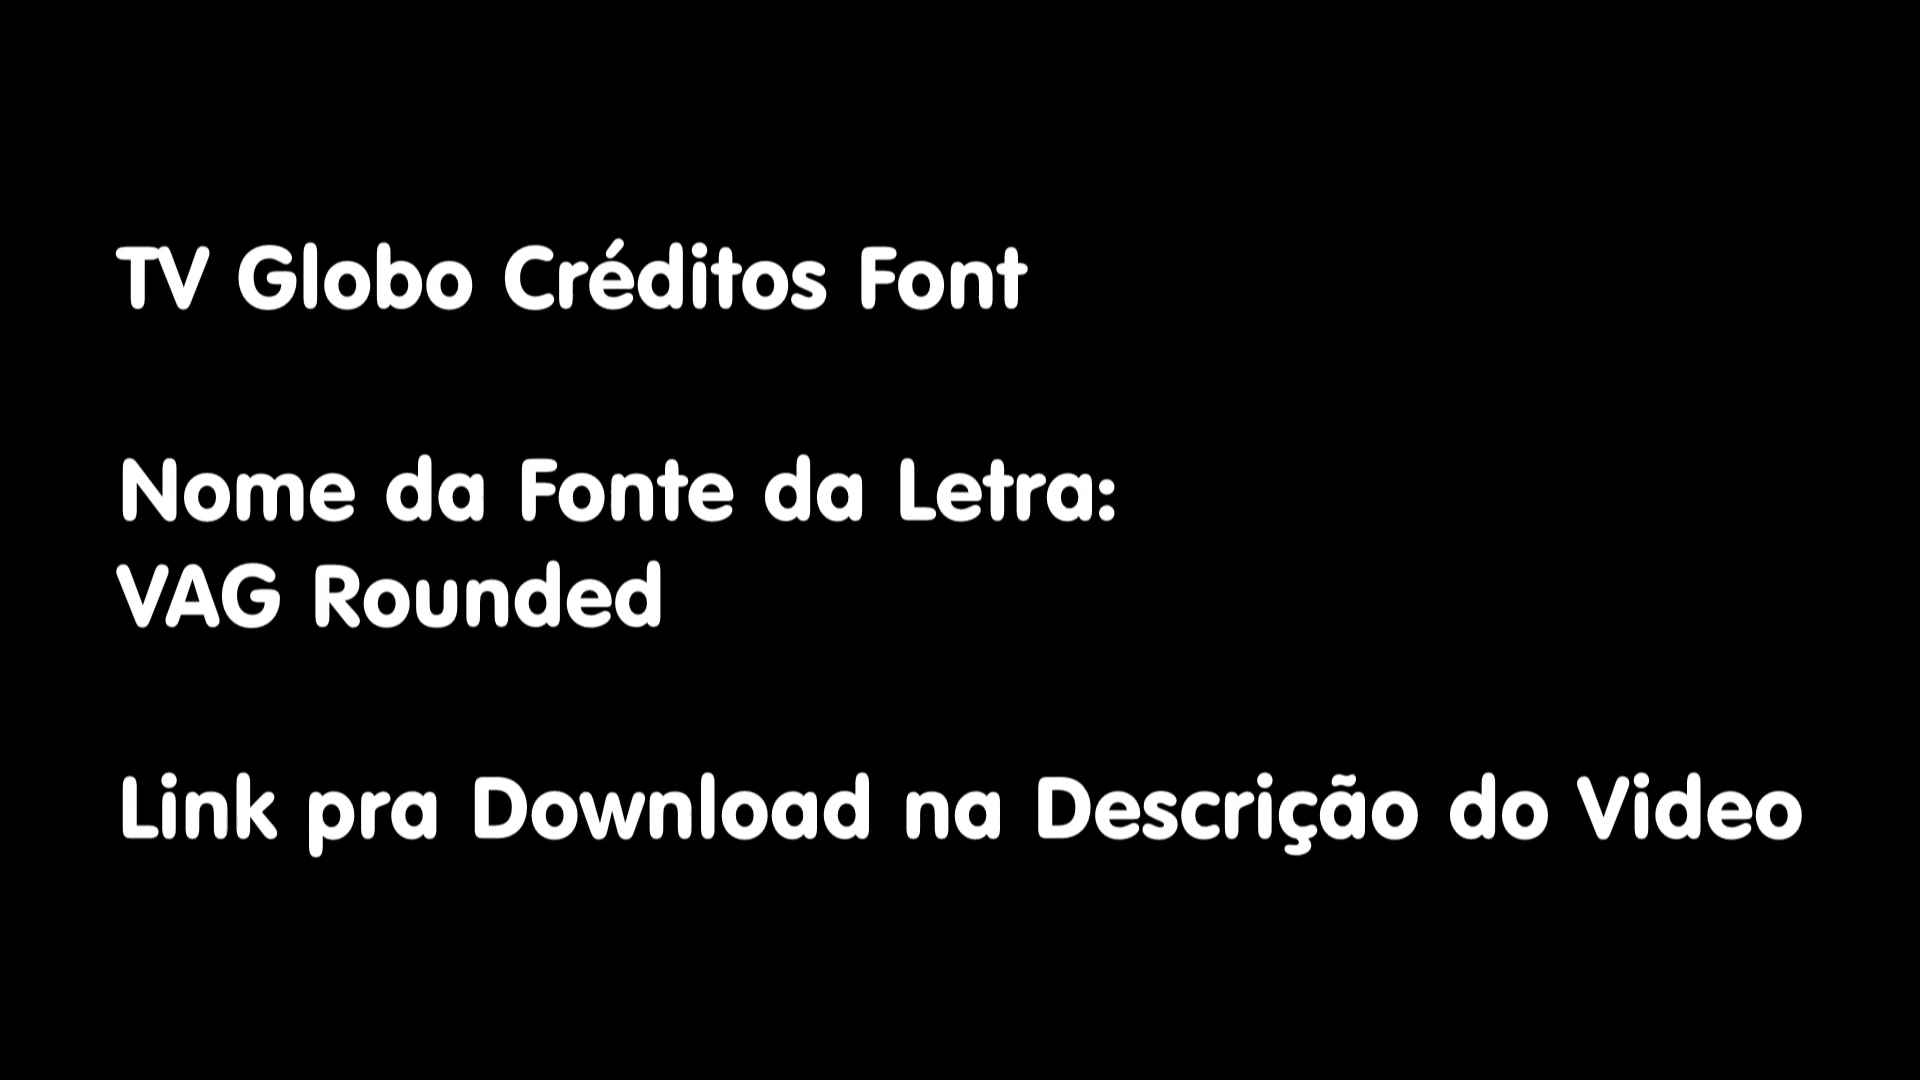 TV Globo Créditos Font
Nome da Fonte da Letra:
VAG Rounded
Link pra Download na Descrição do Video